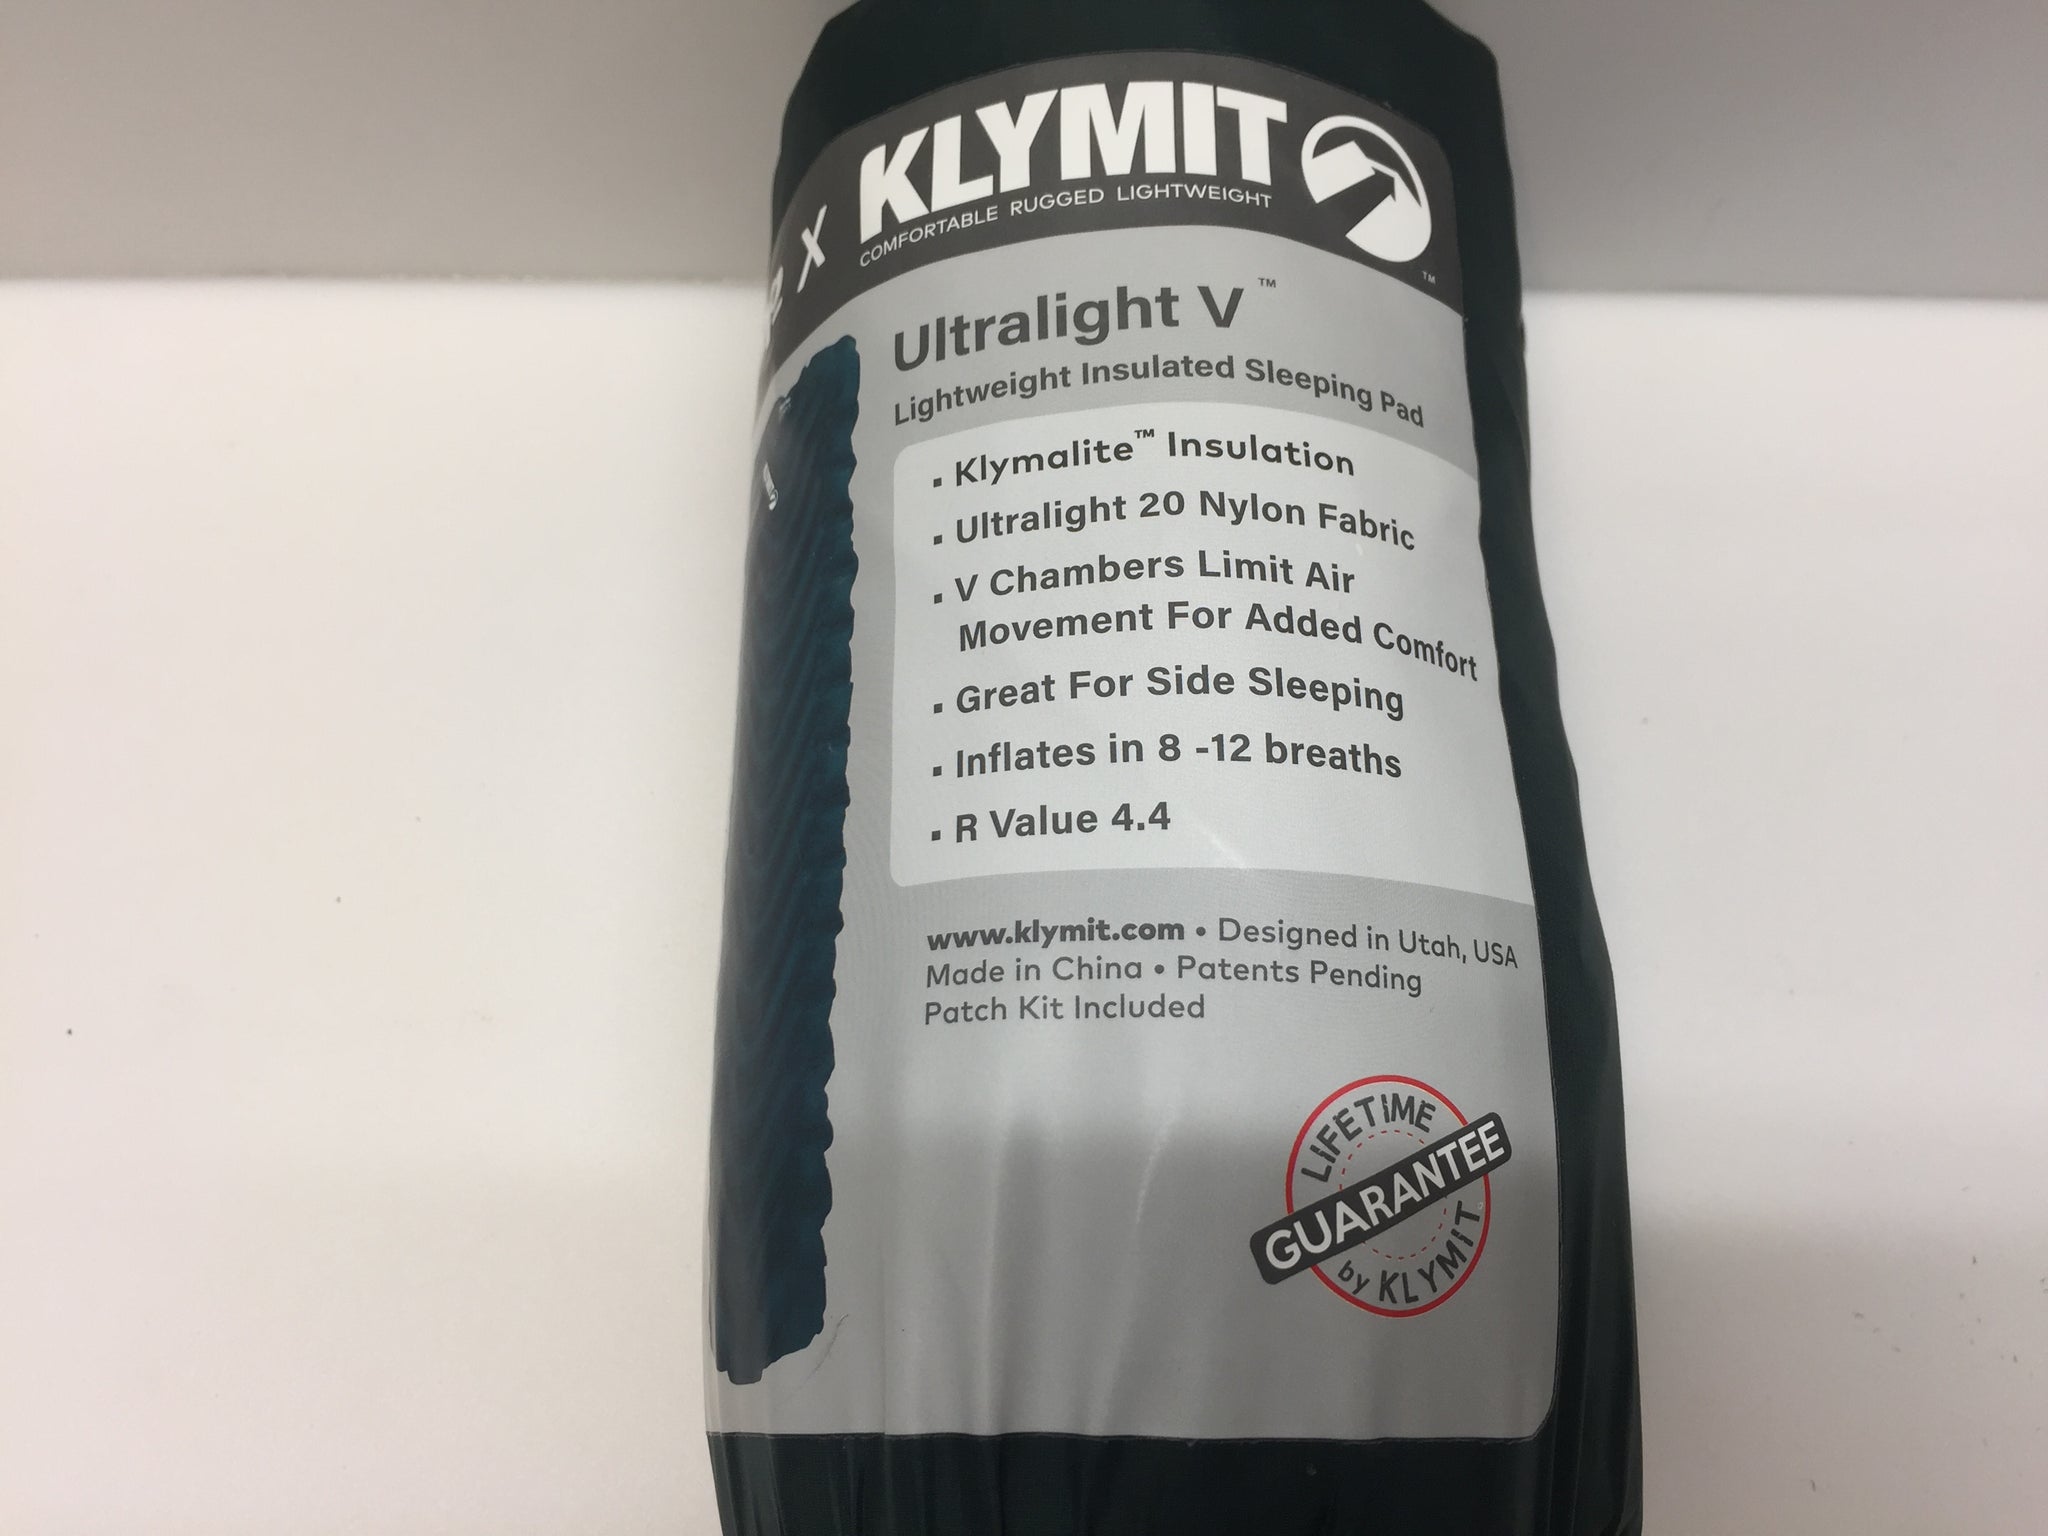 X KLYMIT
COMFORTABLE RUGGED LIGHTWEIGHT
TM
Ultralight V™
Lightweight Insulated Sleeping Pad
▪ Klymalite™ Insulation
▪ Ultralight 20 Nylon Fabric
▪ V Chambers Limit Air
Movement For Added Comfort
▪ Great For Side Sleeping
▪ Inflates in 8 -12 breaths
▪ R Value 4.4
www.klymit.com • Designed in Utah, USA
Made in China • Patents Pending
Patch Kit Included
LIFETIME
GUARANTEE
by KLYMIT